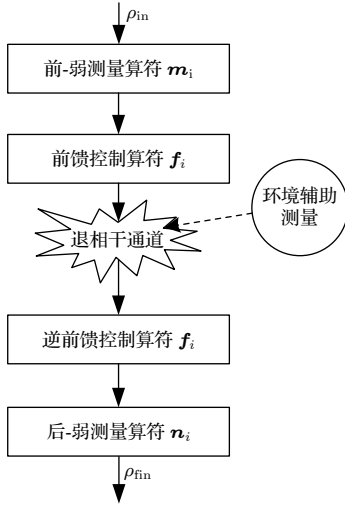 ρin
前-弱测量算符 mi
前馈控制算符 fi
环境辅助
测量
退相干通道
逆前馈控制算符 fi
后-弱测量算符 ni
ρfin